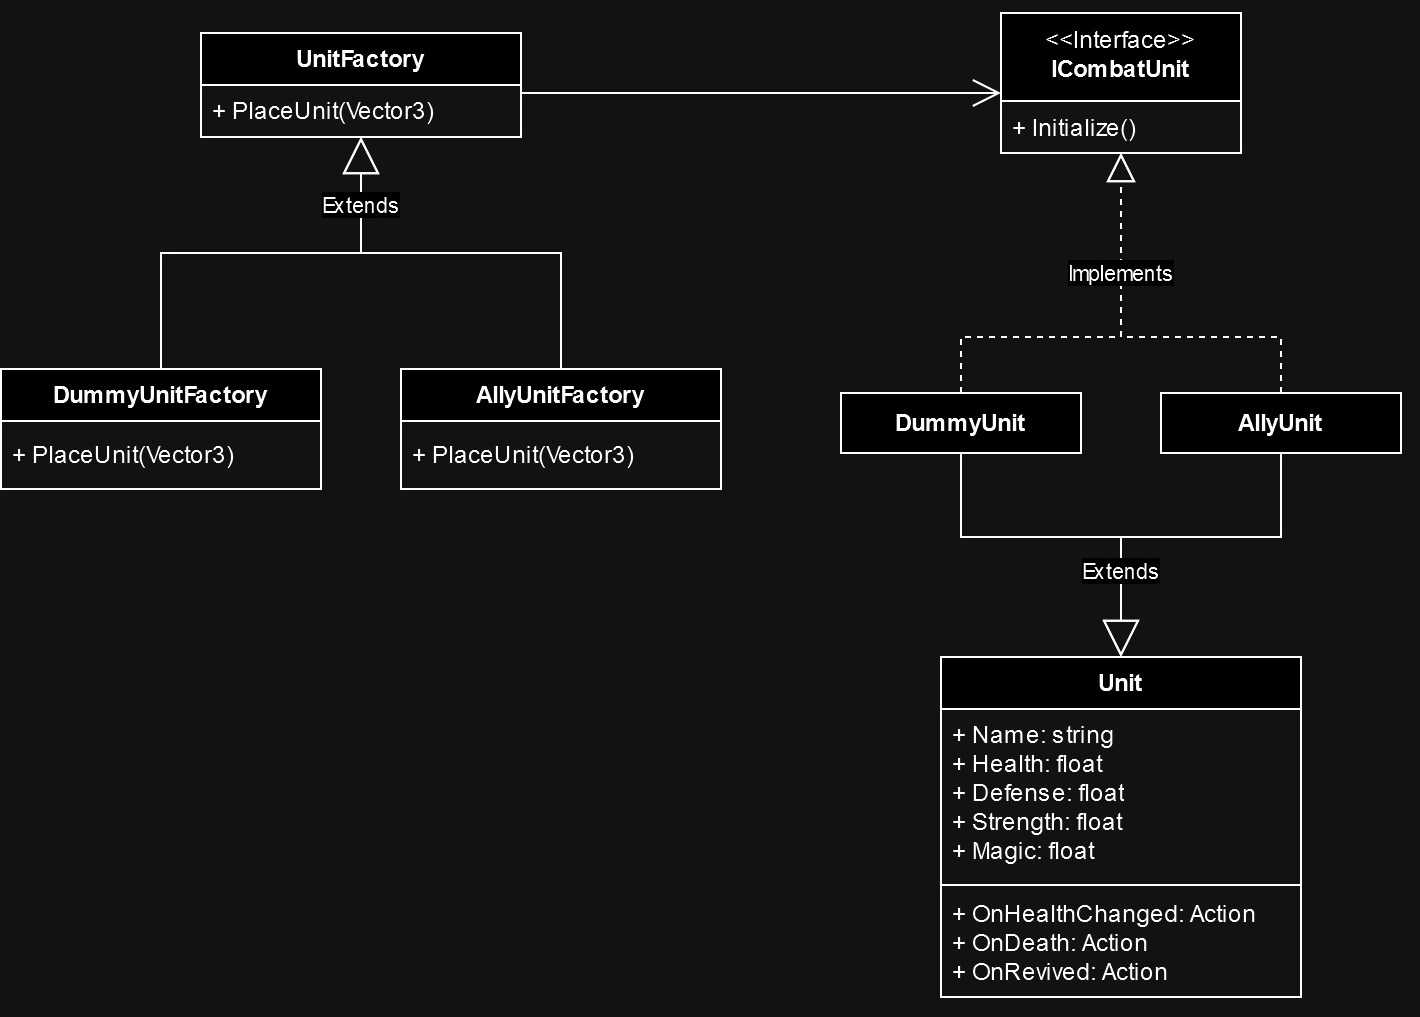 UnitFactory
+ PlaceUnit(Vector3)
<<Interface>>
ICombatUnit
+ Initialize()
Extends
Implements
DummyUnitFactory
+ PlaceUnit(Vector3)
AllyUnitFactory
+ PlaceUnit(Vector3)
DummyUnit
AllyUnit
Extends
Unit
+ Name: string
+ Health: float
+ Defense: float
+ Strength: float
+ Magic: float
+ OnHealthChanged: Action
+ OnDeath: Action
+ OnRevived: Action